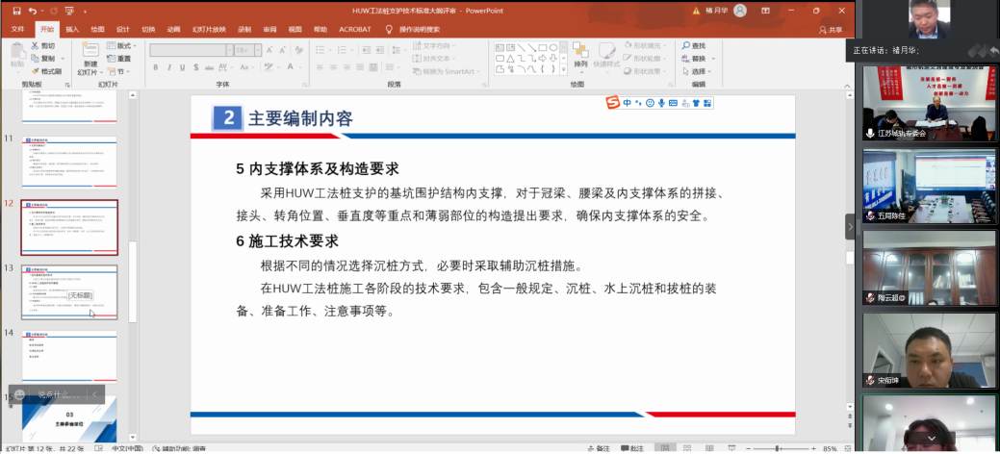 HUW工法桩支护技术标准大纲评审 - PowerPoint
褚月华
文件 开始 插入 绘图 设计 切换 动画 幻灯片放映 录制 审阅 视图 帮助 ACROBAT 操作说明搜索 共享
粘贴
剪切
复制
格式刷
新建
幻灯片
版式
重置
节
18
文字方向
对齐文本
转换为 SmartArt
排列
快速样式
形状填充
形状轮廓
形状效果
查找
替换
选择
剪贴板 幻灯片 字体 段落 绘图 编辑
正在讲话: 褚月华;
11
12
13
[无标题]
14
15
03
说点什么...
中
2 主要编制内容
5 内支撑体系及构造要求
采用HUW工法桩支护的基坑围护结构内支撑，对于冠梁、腰梁及内支撑体系的拼接、
接头、转角位置、垂直度等重点和薄弱部位的构造提出要求，确保内支撑体系的安全。
6 施工技术要求
根据不同的情况选择沉桩方式，必要时采取辅助沉桩措施。
在HUW工法桩施工各阶段的技术要求，包含一般规定、沉桩、水上沉桩和拔桩的装
备、准备工作、注意事项等。
江苏城轨专委会
五局陈佳
陶云超
宋衔坤
幻灯片 第 12 张，共 22 张 中文(中国) 辅助功能: 调查 备注 批注 85%